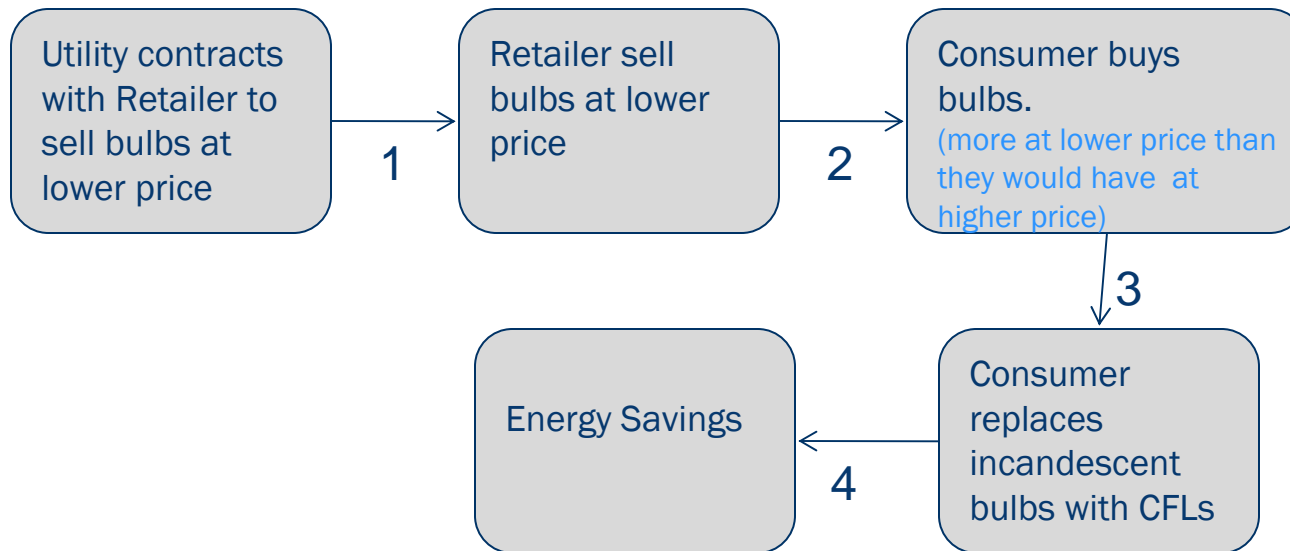 Utility contracts
with Retailer to
sell bulbs at
lower price
1
Retailer sell
bulbs at lower
price
2
Consumer buys
bulbs.
(more at lower price than
they would have at
higher price)
3
Consumer
replaces
incandescent
bulbs with CFLs
4
Energy Savings